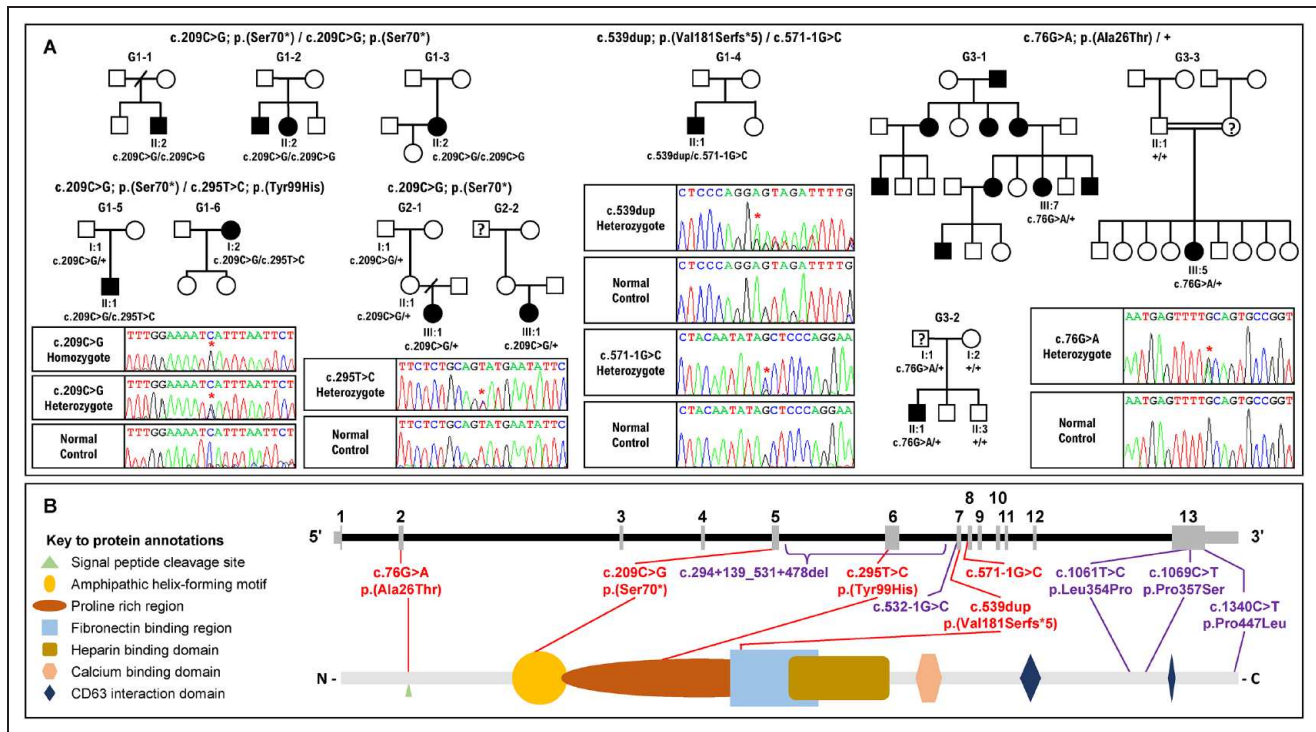 A
c.209C>G; p.(Ser70*) / c.209C>G; p.(Ser70*)
G1-1
G1-2
G1-3
II:2
c.209C>G/c.209C>G
II:2
c.209C>G/c.209C>G
II:2
c.209C>G/c.209C>G
c.539dup; p.(Val181Serfs*5) / c.571-1G>C
G1-4
II:1
c.539dup/c.571-1G>C
c.76G>A; p.(Ala26Thr) / +
G3-1
III:7
c.76G>A/+
G3-3
II:1
+/+
?
III:5
c.76G>A/+
c.209C>G; p.(Ser70*) / c.295T>C; p.(Tyr99His)
G1-5
I:1
c.209C>G/+
II:1
c.209C>G/c.295T>C
G1-6
I:2
c.209C>G/c.295T>C
c.209C>G; p.(Ser70*)
G2-1
I:1
c.209C>G/+
II:1
c.209C>G/+
III:1
c.209C>G/+
G2-2
?
III:1
c.209C>G/+
G3-2
?
I:1
c.76G>A/+
I:2
+/+
II:1
c.76G>A/+
II:3
+/+
c.209C>G
Homozygote
TTTGGAAAATCATTTAATTCT
*
c.209C>G
Heterozygote
TTTGGAAAATCATTTAATTCT
*
Normal
Control
TTTGGAAAATCATTTAATTCT
c.295T>C
Heterozygote
TTCTCTGCAGTATGAATATTC
*
Normal
Control
TTCTCTGCAGTATGAATATTC
c.539dup
Heterozygote
CTCCCAGGAGTAGATTTTG
*
Normal
Control
CTCCCAGGAGTAGATTTTG
c.571-1G>C
Heterozygote
CTACAATATAGCTCCCAGGAA
*
Normal
Control
CTACAATATAGCTCCCAGGAA
c.76G>A
Heterozygote
AATGAGTTTTGCAGTGCCGGT
*
Normal
Control
AATGAGTTTTGCAGTGCCGGT
B
Key to protein annotations
Signal peptide cleavage site
Amphipathic helix-forming motif
Proline rich region
Fibronectin binding region
Heparin binding domain
Calcium binding domain
CD63 interaction domain
1 2 3 4 5 6 7 8 9 10 11 12 13
5'
3'
c.76G>A
p.(Ala26Thr)
c.209C>G
p.(Ser70*)
c.294+139_531+478del
c.295T>C
p.(Tyr99His)
c.532-1G>C
c.571-1G>C
c.539dup
p.(Val181Serfs*5)
c.1061T>C
p.Leu354Pro
c.1069C>T
p.Pro357Ser
c.1340C>T
p.Pro447Leu
N -
- C